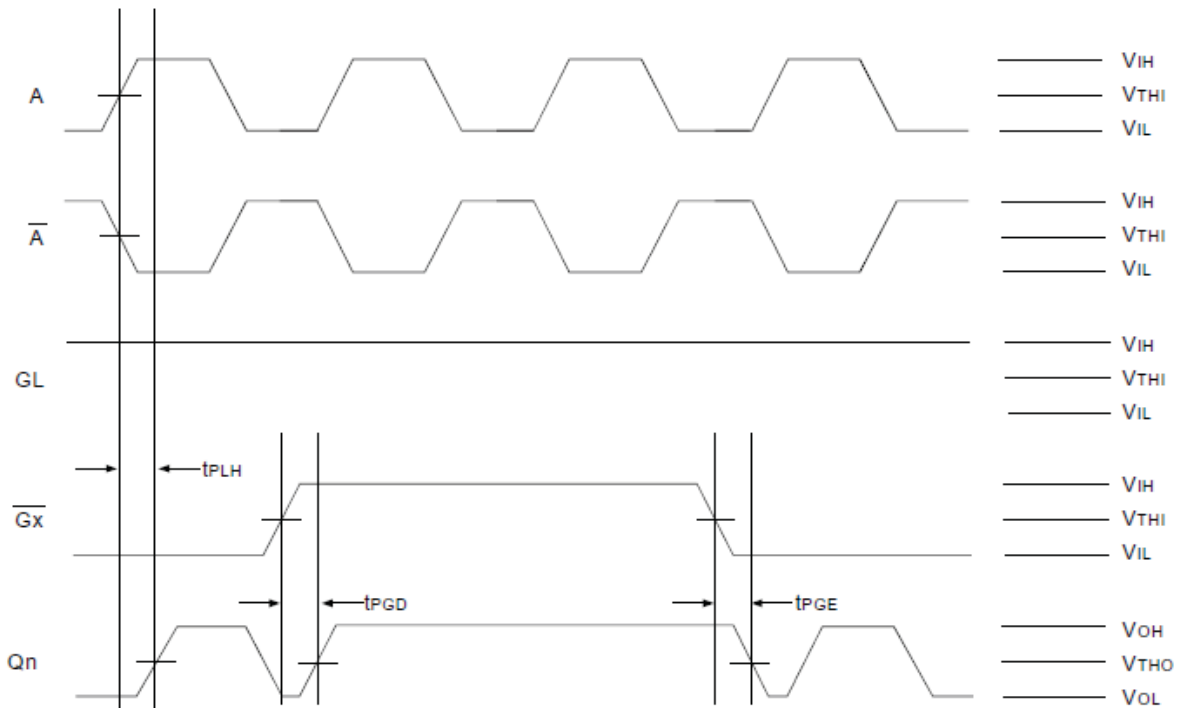 A
VIH
VTHI
VIL
A
VIH
VTHI
VIL
GL
VIH
VTHI
VIL
tPLH
Gx
VIH
VTHI
VIL
tPGD
tPGE
Qn
VOH
VTHO
VOL